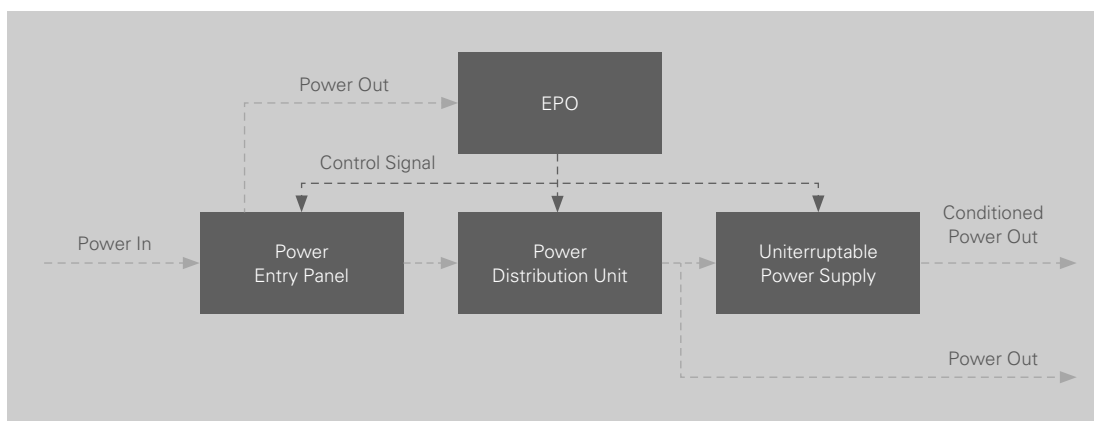 Power Out
EPO
Control Signal
Power In
Power
Entry Panel
Power
Distribution Unit
Uniterruptable
Power Supply
Conditioned
Power Out
Power Out